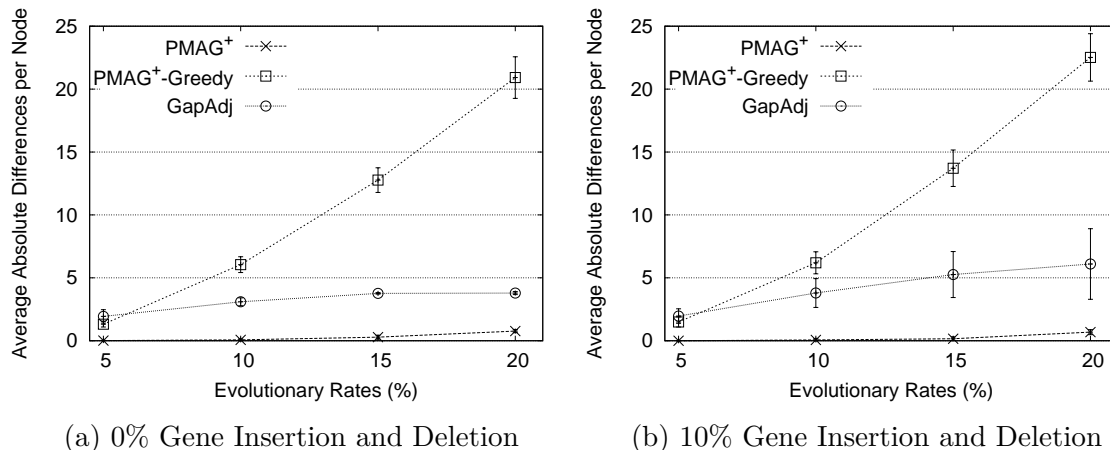 Average Absolute Differences per Node
25
20
15
10
5
0
PMAG+
PMAG+-Greedy
GapAdj
5 10 15 20
Evolutionary Rates (%)
(a) 0% Gene Insertion and Deletion
Average Absolute Differences per Node
25
20
15
10
5
0
PMAG+
PMAG+-Greedy
GapAdj
5 10 15 20
Evolutionary Rates (%)
(b) 10% Gene Insertion and Deletion